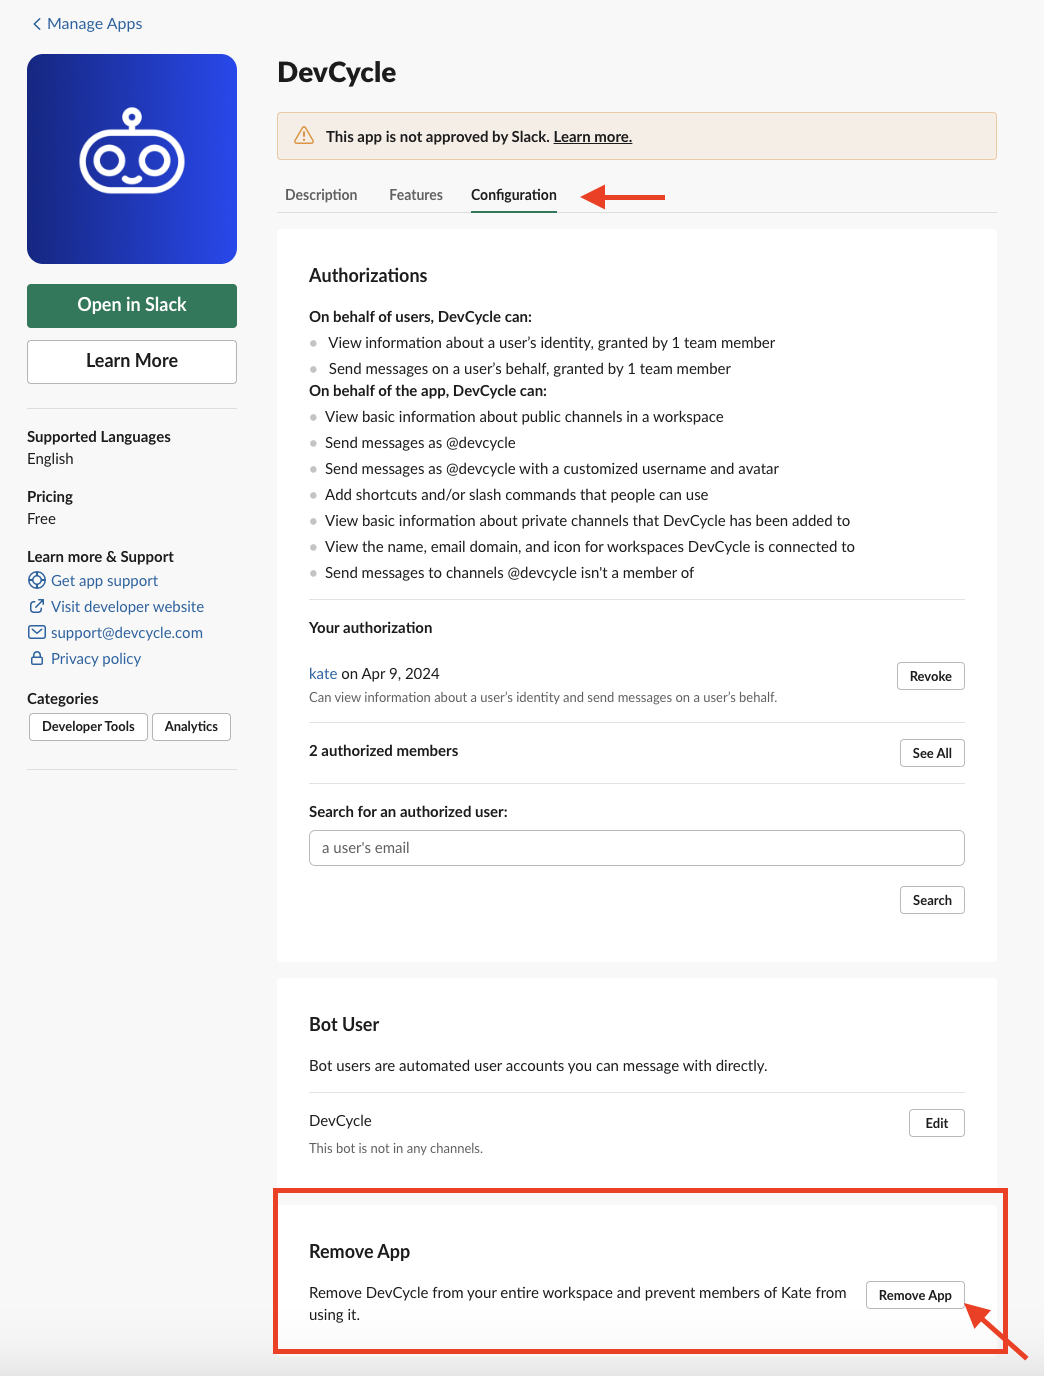 Manage Apps
DevCycle
This app is not approved by Slack. Learn more.
Description Features Configuration
Open in Slack
Learn More
Supported Languages
English
Pricing
Free
Learn more & Support
Get app support
Visit developer website
support@devcycle.com
Privacy policy
Categories
Developer Tools Analytics
Authorizations
On behalf of users, DevCycle can:
View information about a user's identity, granted by 1 team member
Send messages on a user's behalf, granted by 1 team member
On behalf of the app, DevCycle can:
View basic information about public channels in a workspace
Send messages as @devcycle
Send messages as @devcycle with a customized username and avatar
Add shortcuts and/or slash commands that people can use
View basic information about private channels that DevCycle has been added to
View the name, email domain, and icon for workspaces DevCycle is connected to
Send messages to channels @devcycle isn't a member of
Your authorization
kate on Apr 9, 2024
Revoke
Can view information about a user's identity and send messages on a user's behalf.
2 authorized members
See All
Search for an authorized user:
a user's email
Search
Bot User
Bot users are automated user accounts you can message with directly.
DevCycle
Edit
This bot is not in any channels.
Remove App
Remove DevCycle from your entire workspace and prevent members of Kate from
using it.
Remove App